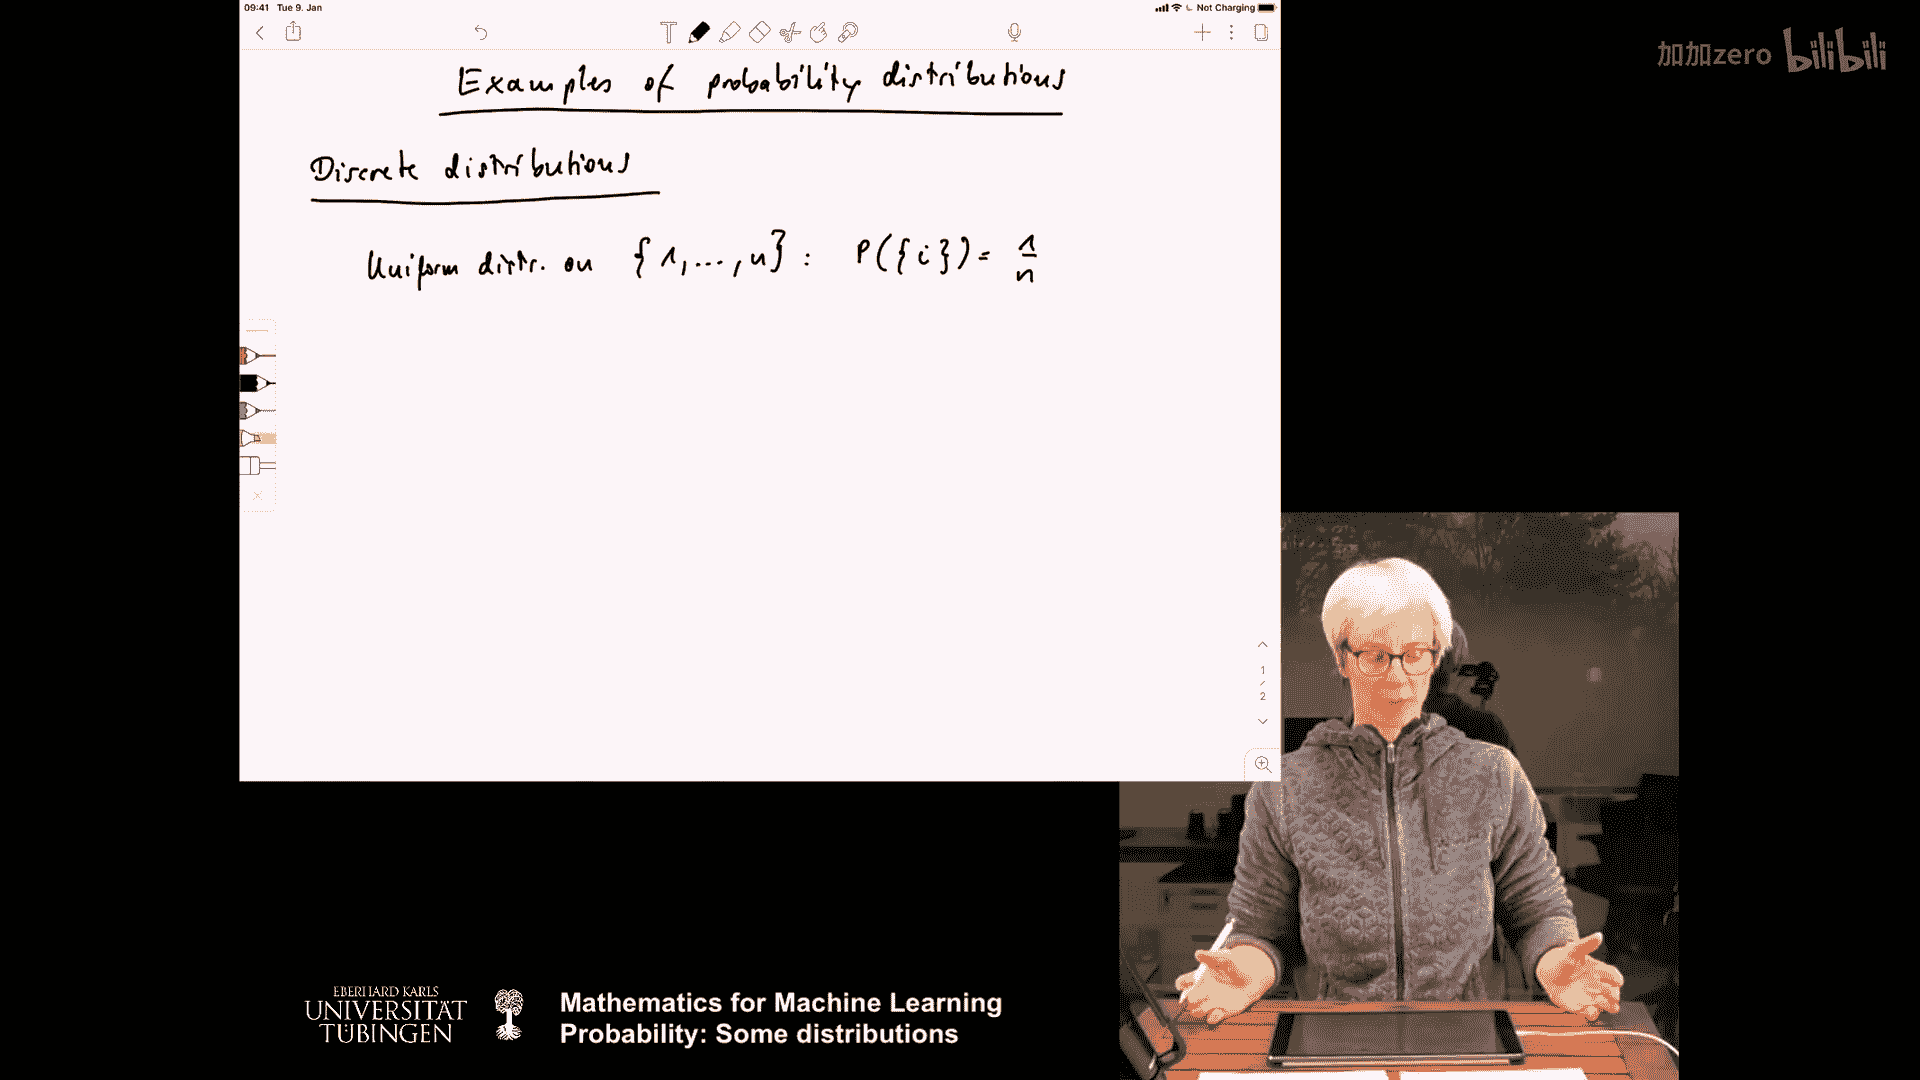 09:41 Tue 9. Jan
Not Charging
加加zero bilibili
T
Examples of probability distributions
Discrete distributions
Uniform distr. on {1,...,n} : P({i}) = 1/n
1
/
2
EBERHARD KARLS
UNIVERSITÄT
TÜBINGEN
Mathematics for Machine Learning
Probability: Some distributions